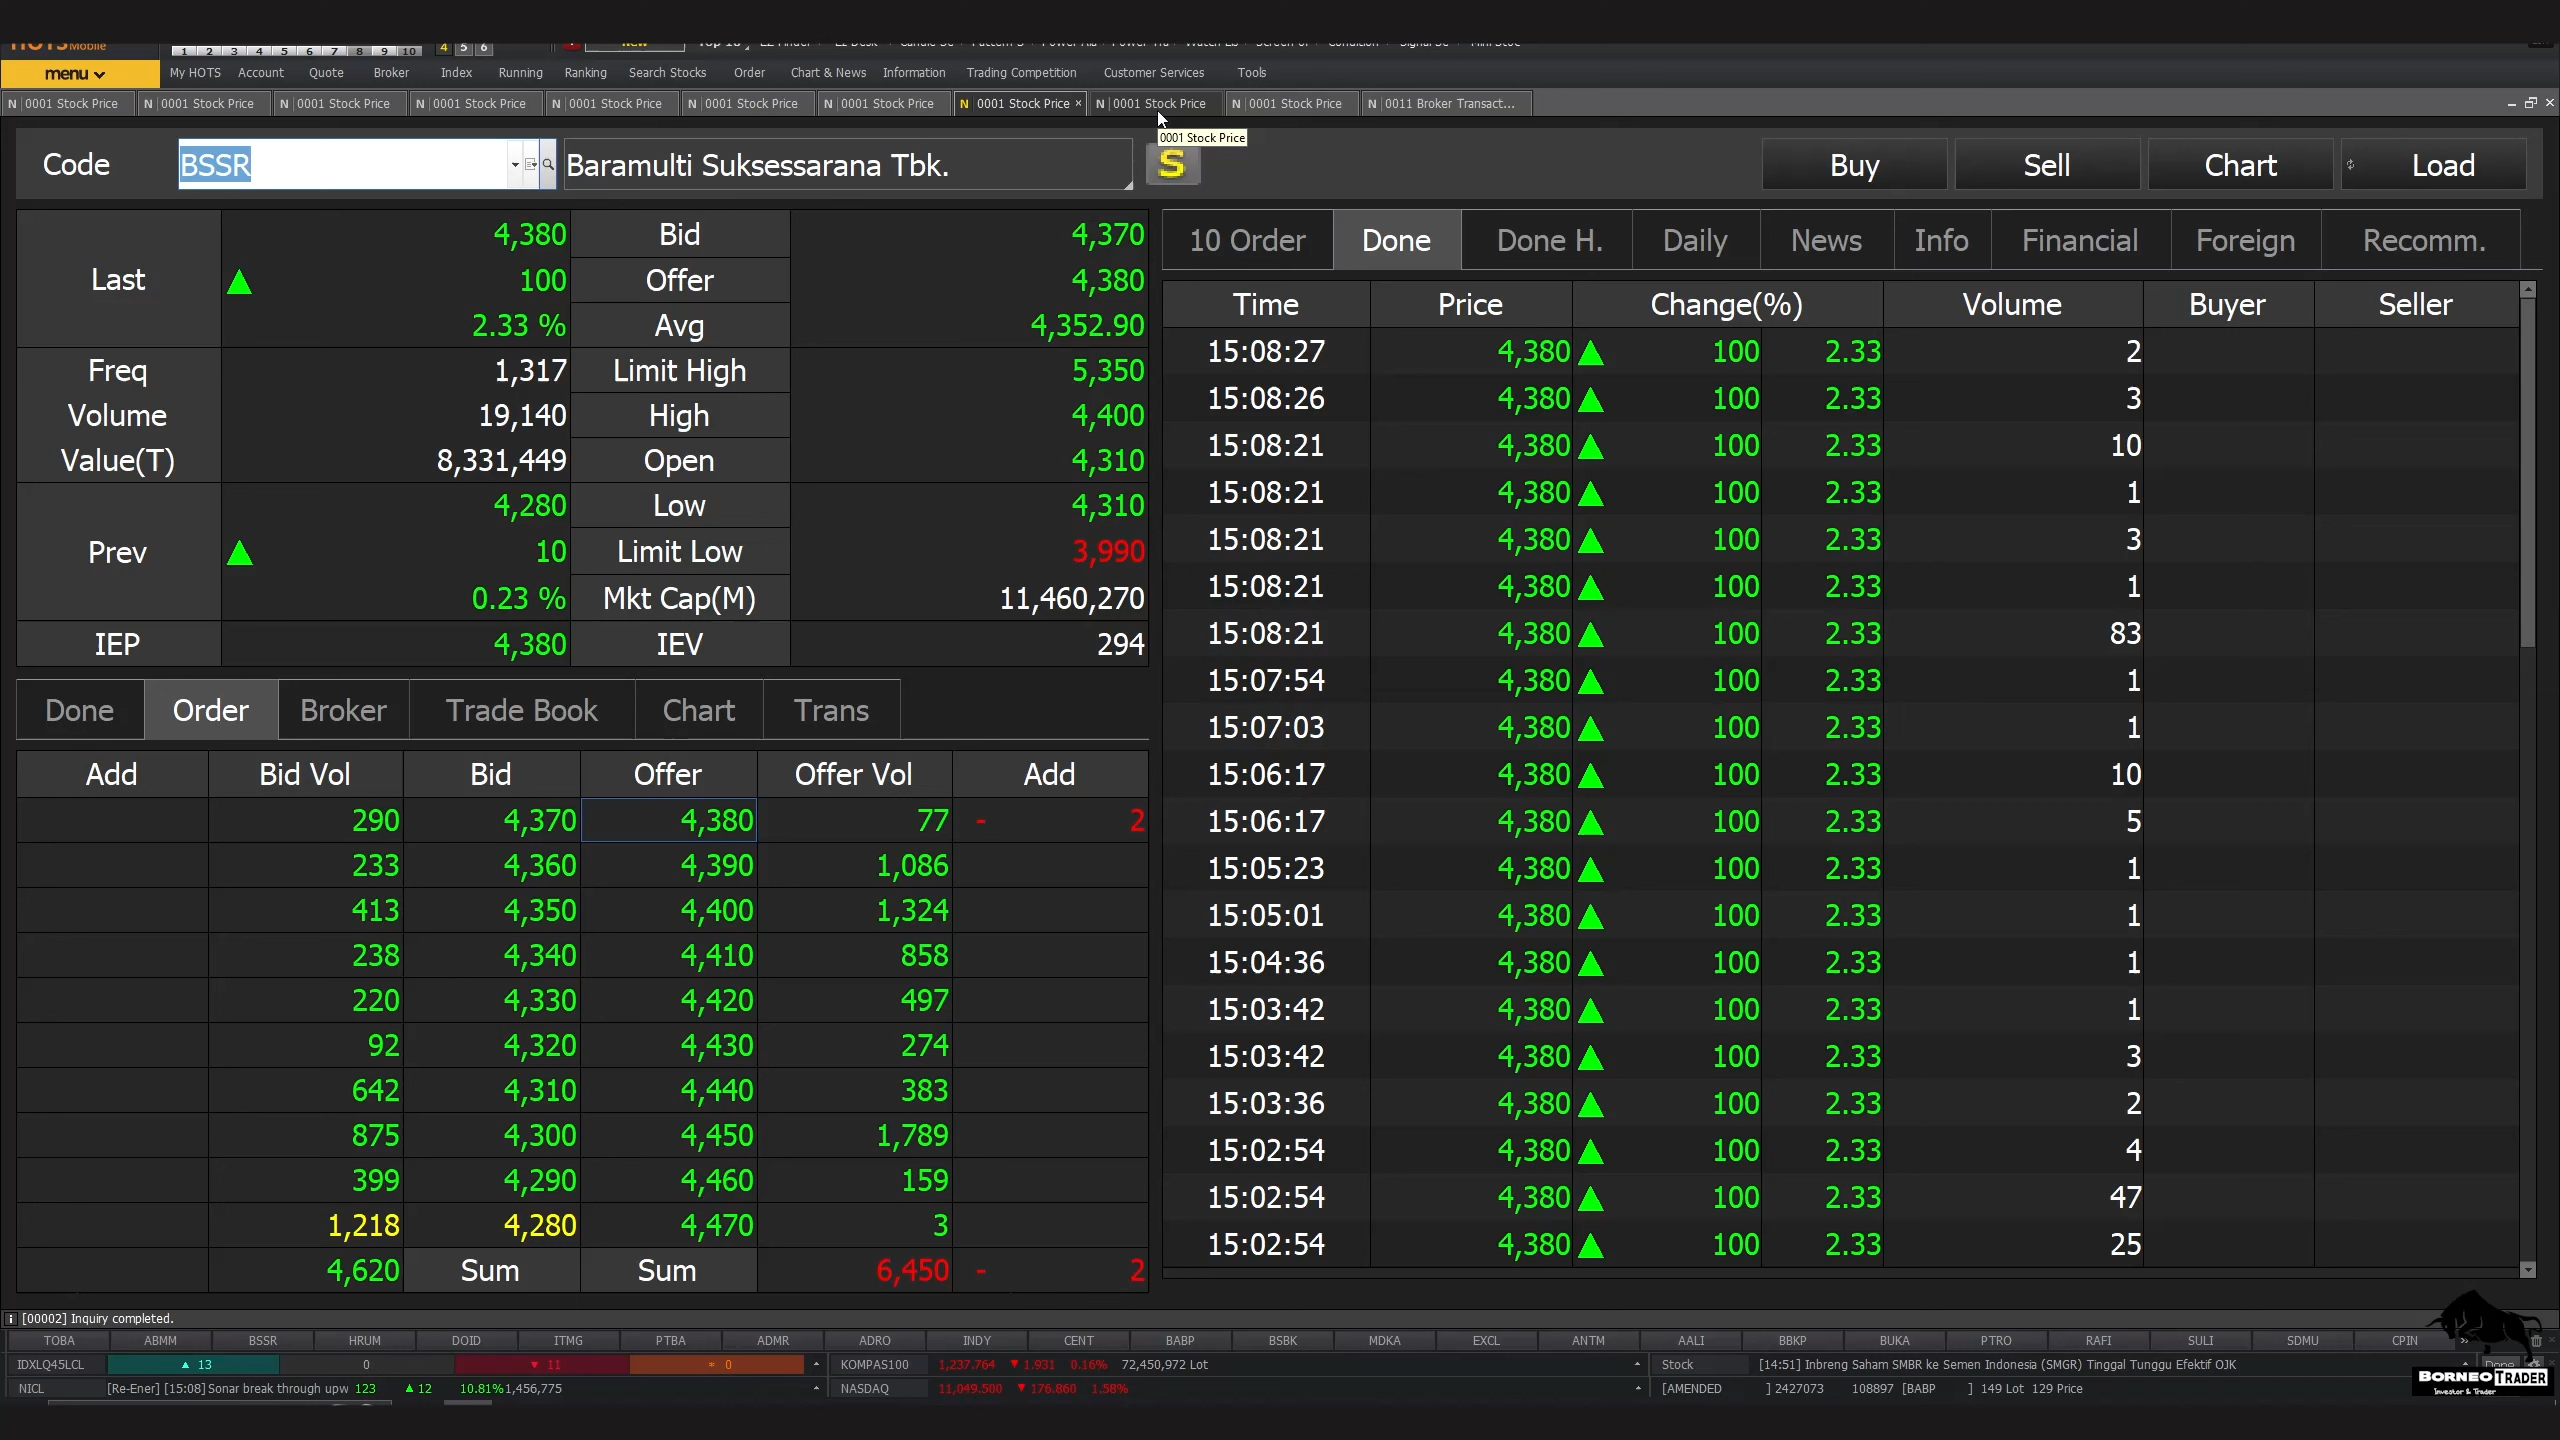 HOTS Mobile
1 2 3 4 5 6 7 8 9 10 4 5 6 New
menu My HOTS Account Quote Broker Index Running Ranking Search Stocks Order Chart & News Information Trading Competition Customer Services Tools
N 0001 Stock Price N 0001 Stock Price N 0001 Stock Price N 0001 Stock Price N 0001 Stock Price N 0001 Stock Price N 0001 Stock Price N 0001 Stock Price × N 0001 Stock Price N 0001 Stock Price N 0011 Broker Transact...
0001 Stock Price
Code BSSR Baramulti Suksessarana Tbk. S Buy Sell Chart Load
Last ▲ 4,380 Bid 4,370
100 Offer 4,380
2.33 % Avg 4,352.90
Freq 1,317 Limit High 5,350
Volume 19,140 High 4,400
Value(T) 8,331,449 Open 4,310
Prev ▲ 4,280 Low 4,310
10 Limit Low 3,990
0.23 % Mkt Cap(M) 11,460,270
IEP 4,380 IEV 294
Done Order Broker Trade Book Chart Trans
Add Bid Vol Bid Offer Offer Vol Add
290 4,370 4,380 77 - 2
233 4,360 4,390 1,086
413 4,350 4,400 1,324
238 4,340 4,410 858
220 4,330 4,420 497
92 4,320 4,430 274
642 4,310 4,440 383
875 4,300 4,450 1,789
399 4,290 4,460 159
1,218 4,280 4,470 3
4,620 Sum Sum 6,450 - 2
10 Order Done Done H. Daily News Info Financial Foreign Recomm.
Time Price Change(%) Volume Buyer Seller
15:08:27 4,380 ▲ 100 2.33 2
15:08:26 4,380 ▲ 100 2.33 3
15:08:21 4,380 ▲ 100 2.33 10
15:08:21 4,380 ▲ 100 2.33 1
15:08:21 4,380 ▲ 100 2.33 3
15:08:21 4,380 ▲ 100 2.33 1
15:08:21 4,380 ▲ 100 2.33 83
15:07:54 4,380 ▲ 100 2.33 1
15:07:03 4,380 ▲ 100 2.33 1
15:06:17 4,380 ▲ 100 2.33 10
15:06:17 4,380 ▲ 100 2.33 5
15:05:23 4,380 ▲ 100 2.33 1
15:05:01 4,380 ▲ 100 2.33 1
15:04:36 4,380 ▲ 100 2.33 1
15:03:42 4,380 ▲ 100 2.33 1
15:03:42 4,380 ▲ 100 2.33 3
15:03:36 4,380 ▲ 100 2.33 2
15:02:54 4,380 ▲ 100 2.33 4
15:02:54 4,380 ▲ 100 2.33 47
15:02:54 4,380 ▲ 100 2.33 25
[00002] Inquiry completed.
TOBA ABMM BSSR HRUM DOID ITMG PTBA ADMR ADRO INDY CENT BABP BSBK MDKA EXCL ANTM AALI BBKP BUKA PTRO RAFI SULI SDMU CPIN
IDXLQ45LCL ▲ 13 0 ▼ 11 * 0 KOMPAS100 1,237.764 ▼ 1.931 0.16% 72,450,972 Lot Stock [14:51] Inbreng Saham SMBR ke Semen Indonesia (SMGR) Tinggal Tunggu Efektif OJK Done
NICL [Re-Ener] [15:08] Sonar break through upw 123 ▲ 12 10.81% 1,456,775 NASDAQ 11,049.500 ▼ 176.860 1.58% [AMENDED ] 2427073 108897 [BABP ] 149 Lot 129 Price
BORNEO TRADER
Investor & Trader